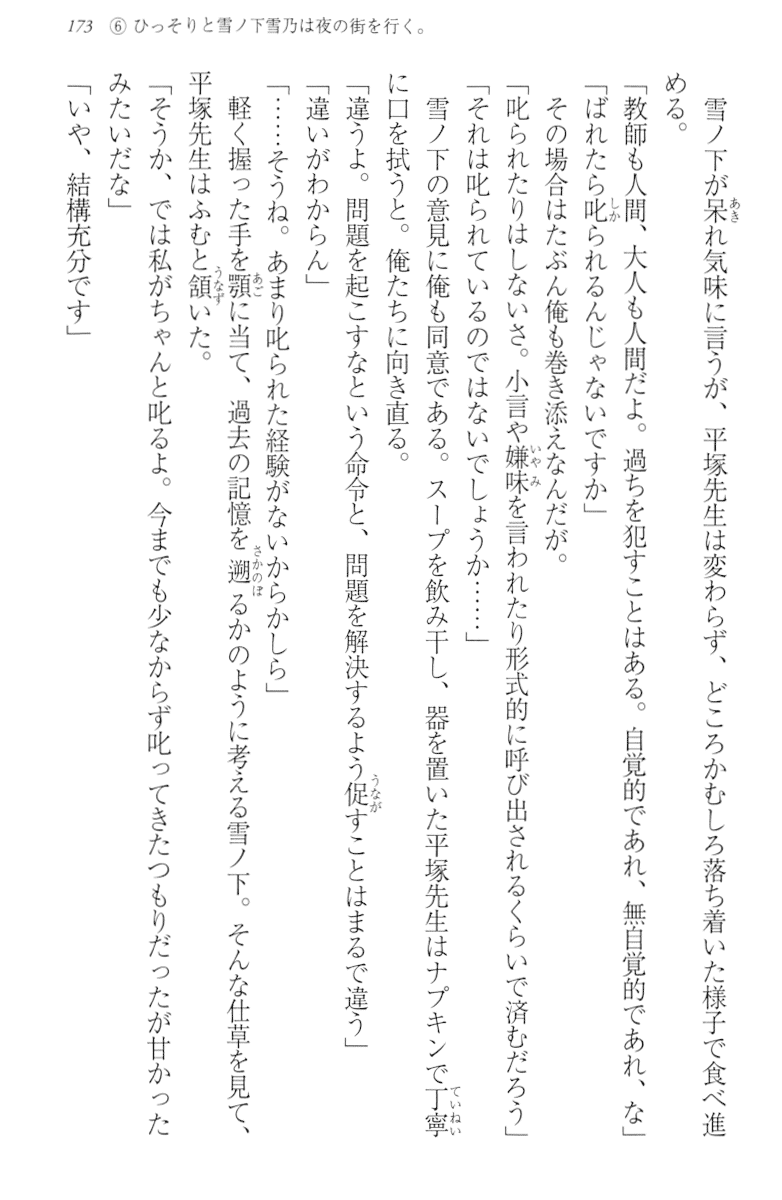 173 ⑥ ひっそりと雪ノ下雪乃は夜の街を行く。
　雪ノ下が呆れ気味に言うが、平塚先生は変わらず、どころかむしろ落ち着いた様子で食べ進
める。
「教師も人間、大人も人間だよ。過ちを犯すことはある。自覚的であれ、無自覚的であれ、な」
「ばれたら叱られるんじゃないですか」
　その場合はたぶん俺も巻き添えなんだが。
「叱られたりはしないさ。小言や嫌味を言われたり形式的に呼び出されるくらいで済むだろう」
「それは叱られているのではないでしょうか……」
　雪ノ下の意見に俺も同意である。スープを飲み干し、器を置いた平塚先生はナプキンで丁寧
に口を拭うと。俺たちに向き直る。
「違うよ。問題を起こすなという命令と、問題を解決するよう促すことはまるで違う」
「違いがわからん」
「……そうね。あまり叱られた経験がないからかしら」
　軽く握った手を顎に当て、過去の記憶を遡るかのように考える雪ノ下。そんな仕草を見て、
平塚先生はふむと頷いた。
「そうか、では私がちゃんと叱るよ。今までも少なからず叱ってきたつもりだったが甘かった
みたいだな」
「いや、結構充分です」